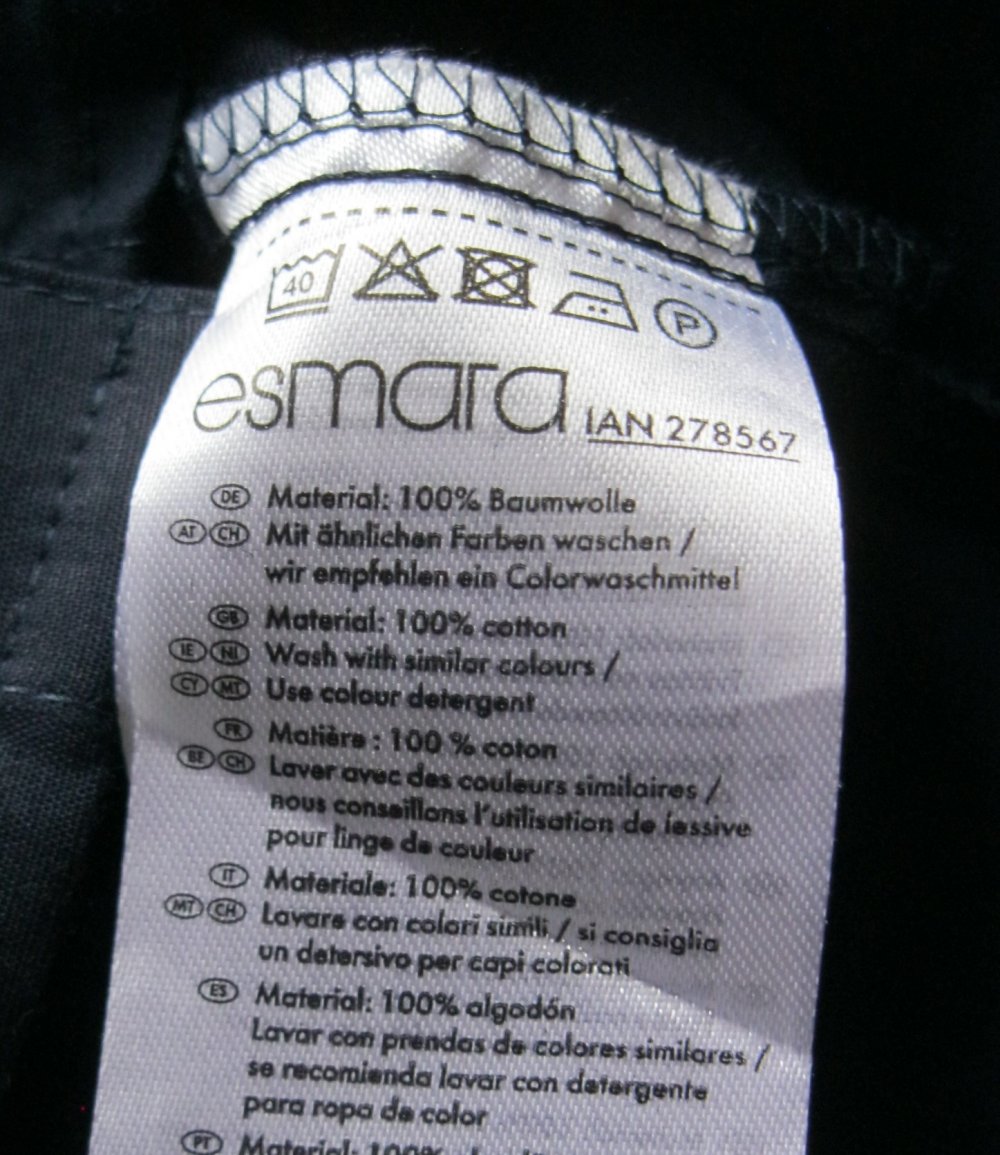 40 P
esmara IAN 278567
DE Material: 100% Baumwolle
AT CH Mit ähnlichen Farben waschen /
wir empfehlen ein Colorwaschmittel
GB Material: 100% cotton
IE NI Wash with similar colours /
CY MT Use colour detergent
FR Matière : 100 % coton
BE CH Laver avec des couleurs similaires /
nous conseillons l'utilisation de lessive
pour linge de couleur
IT Materiale: 100% cotone
MT CH Lavare con colori simili / si consiglia
un detersivo per capi colorati
ES Material: 100% algodón
Lavar con prendas de colores similares /
se recomienda lavar con detergente
para ropa de color
PT Material: 100%